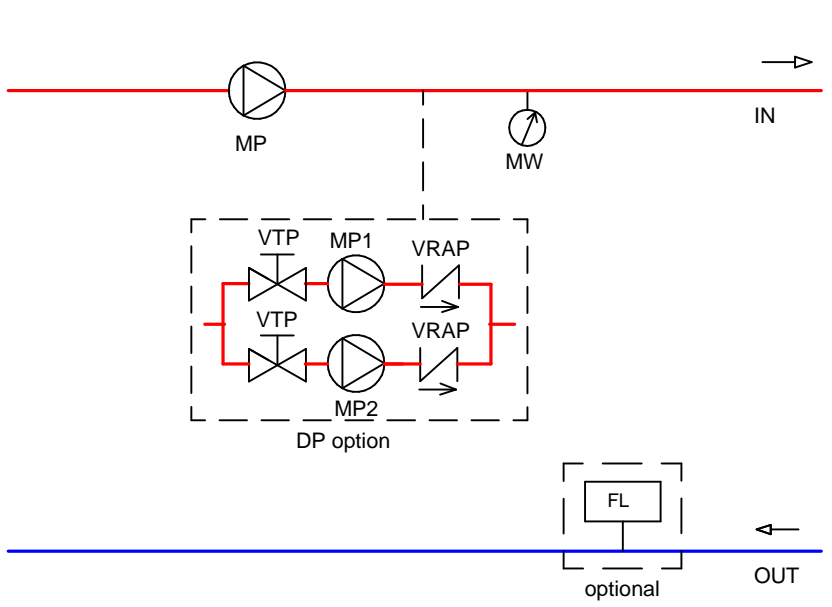 IN
MP
MW
VTP
MP1
VRAP
VTP
VRAP
MP2
DP option
FL
OUT
optional